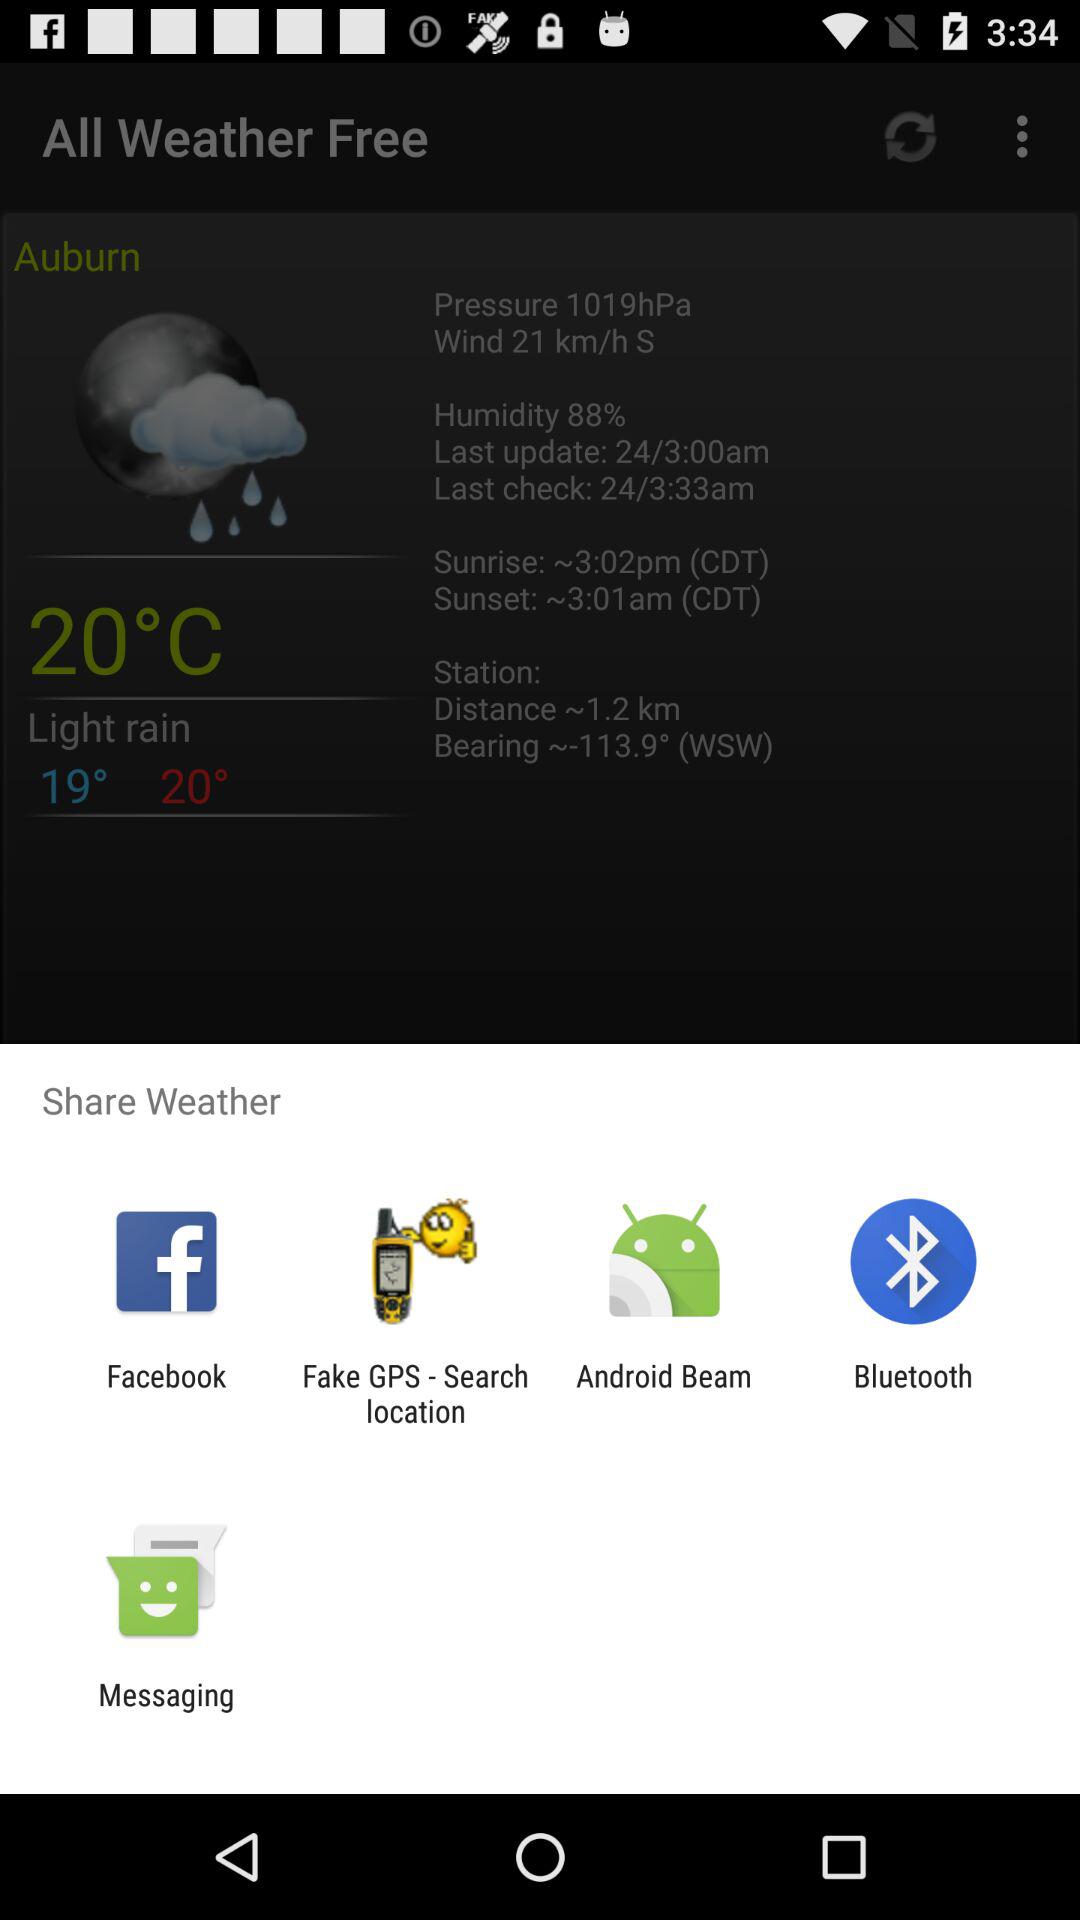 FAKE
3:34
All Weather Free
Auburn
Pressure 1019hPa
Wind 21 km/h S
Humidity 88%
Last update: 24/3:00am
Last check: 24/3:33am
Sunrise: ~3:02pm (CDT)
Sunset: ~3:01am (CDT)
Station:
Distance ~1.2 km
Bearing ~-113.9° (WSW)
20°C
Light rain
19° 20°
Share Weather
Facebook
Fake GPS - Search
location
Android Beam
Bluetooth
Messaging